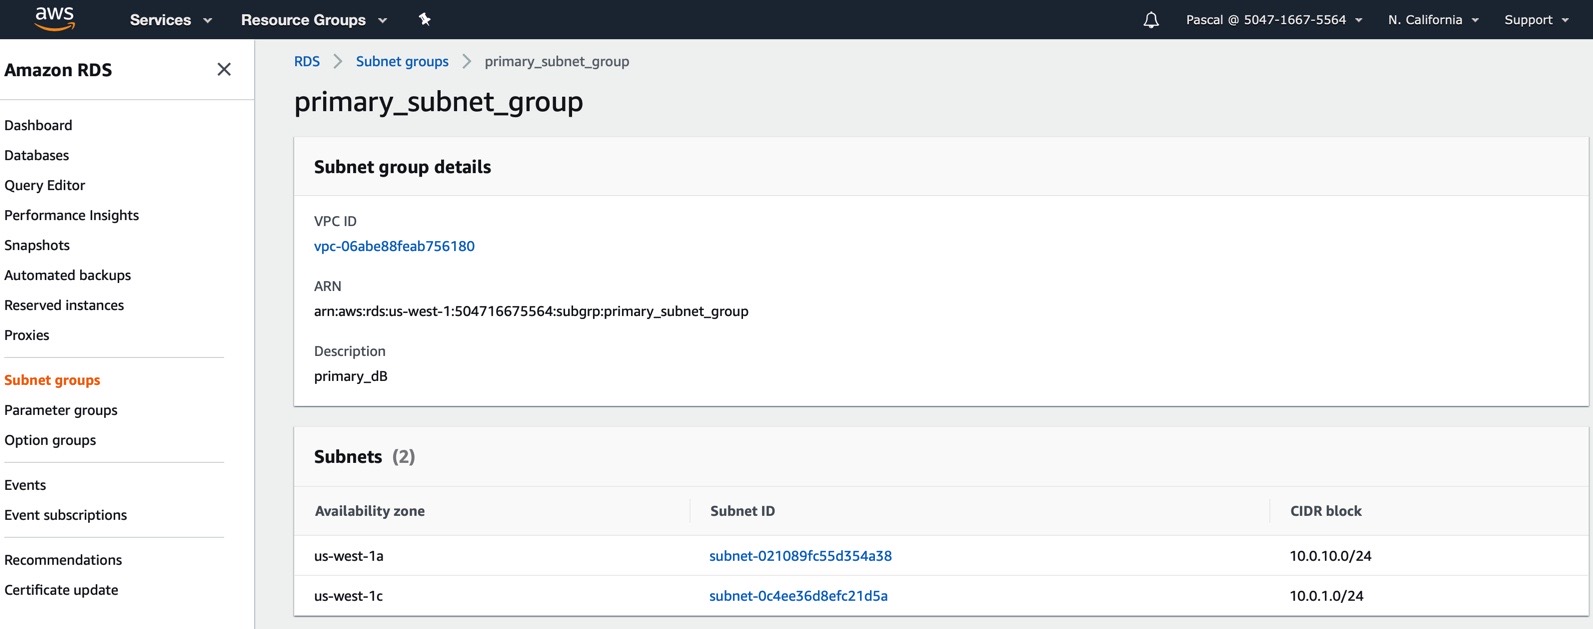 aws Services Resource Groups Pascal @ 5047-1667-5564 N. California Support
Amazon RDS
Dashboard
Databases
Query Editor
Performance Insights
Snapshots
Automated backups
Reserved instances
Proxies
Subnet groups
Parameter groups
Option groups
Events
Event subscriptions
Recommendations
Certificate update
RDS Subnet groups primary_subnet_group
primary_subnet_group
Subnet group details
VPC ID
vpc-06abe88feab756180
ARN
arn:aws:rds:us-west-1:504716675564:subgrp:primary_subnet_group
Description
primary_dB
Subnets (2)
Availability zone Subnet ID CIDR block
us-west-1a subnet-021089fc55d354a38 10.0.10.0/24
us-west-1c subnet-0c4ee36d8efc21d5a 10.0.1.0/24